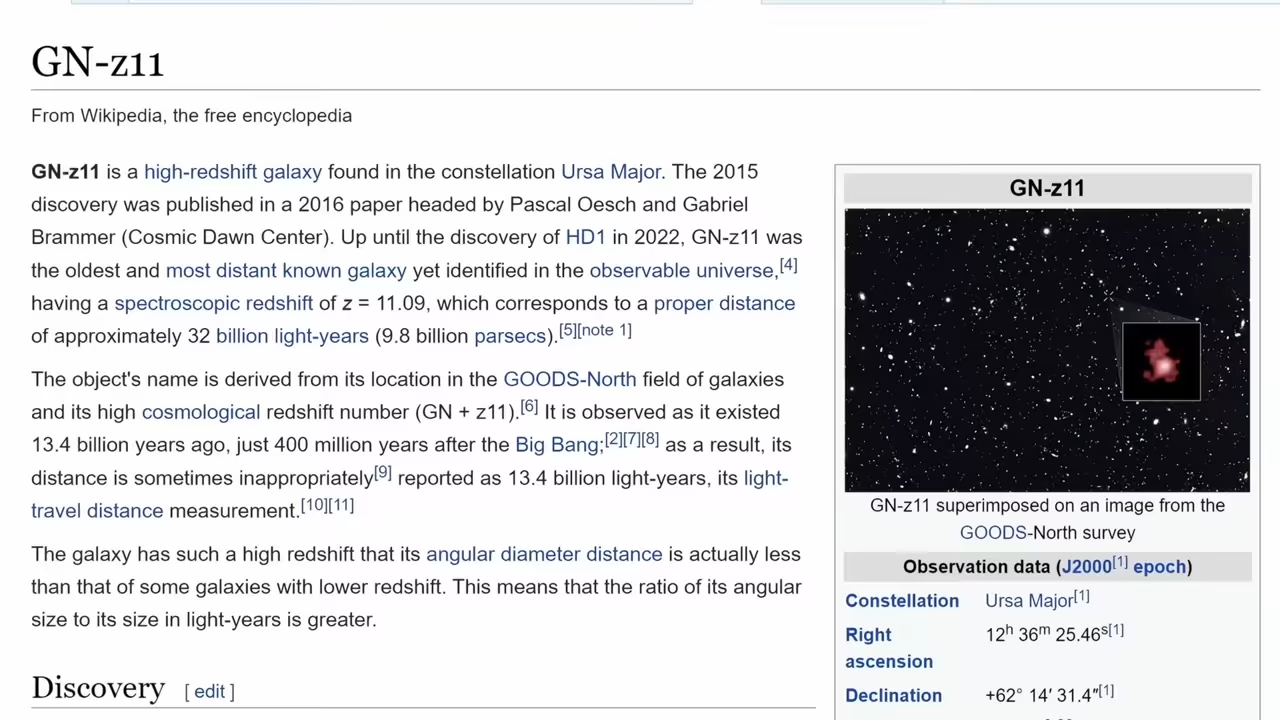 GN-z11
From Wikipedia, the free encyclopedia
GN-z11 is a high-redshift galaxy found in the constellation Ursa Major. The 2015
discovery was published in a 2016 paper headed by Pascal Oesch and Gabriel
Brammer (Cosmic Dawn Center). Up until the discovery of HD1 in 2022, GN-z11 was
the oldest and most distant known galaxy yet identified in the observable universe,[4]
having a spectroscopic redshift of z = 11.09, which corresponds to a proper distance
of approximately 32 billion light-years (9.8 billion parsecs).[5][note 1]
The object's name is derived from its location in the GOODS-North field of galaxies
and its high cosmological redshift number (GN + z11).[6] It is observed as it existed
13.4 billion years ago, just 400 million years after the Big Bang;[2][7][8] as a result, its
distance is sometimes inappropriately[9] reported as 13.4 billion light-years, its light-
travel distance measurement.[10][11]
The galaxy has such a high redshift that its angular diameter distance is actually less
than that of some galaxies with lower redshift. This means that the ratio of its angular
size to its size in light-years is greater.
Discovery [ edit ]
GN-z11
GN-z11 superimposed on an image from the
GOODS-North survey
Observation data (J2000[1] epoch)
Constellation Ursa Major[1]
Right 12h 36m 25.46s[1]
ascension
Declination +62° 14′ 31.4″[1]